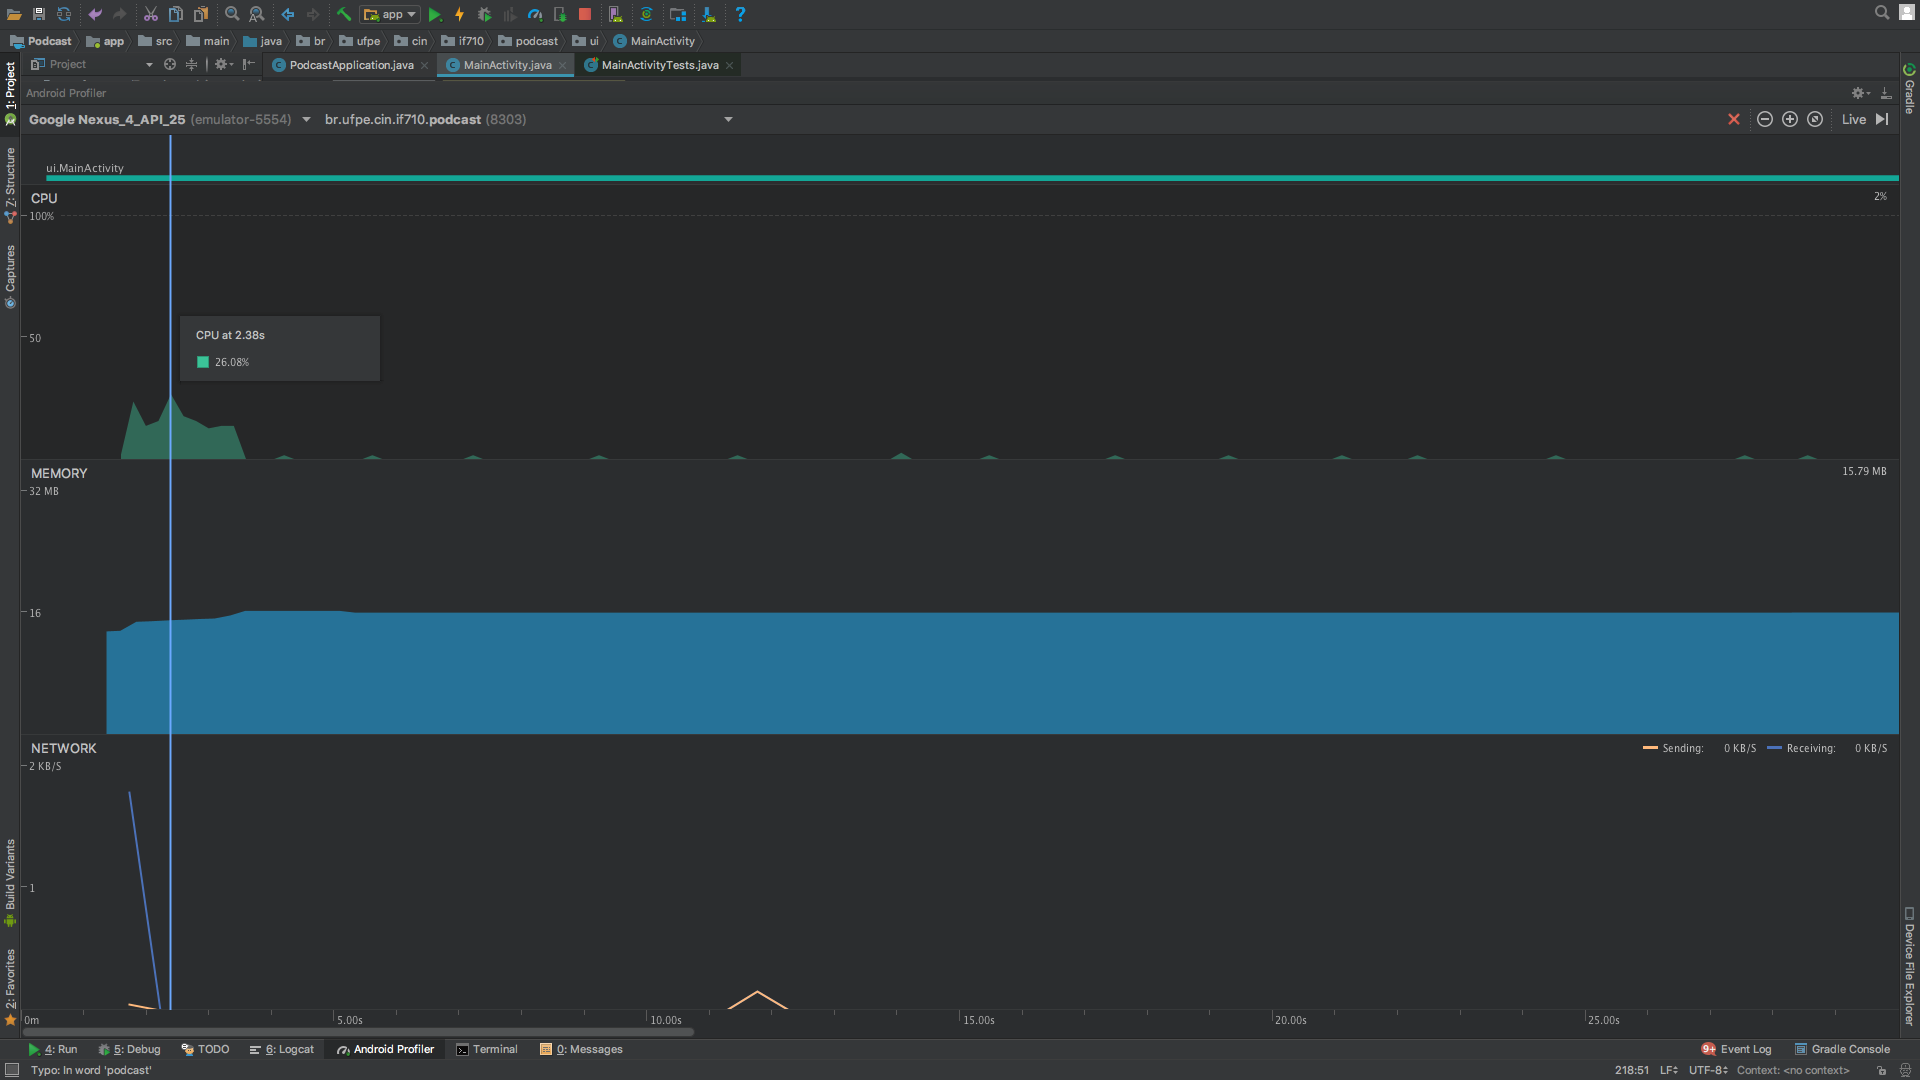 app
Podcast app src main java br ufpe cin if710 podcast ui MainActivity
Project PodcastApplication.java MainActivity.java MainActivityTests.java
Android Profiler
Google Nexus_4_API_25 (emulator-5554) br.ufpe.cin.if710.podcast (8303) Live
ui.MainActivity
CPU 2%
100%
CPU at 2.38s
50
26.08%
MEMORY 15.79 MB
32 MB
16
NETWORK Sending: 0 KB/S Receiving: 0 KB/S
2 KB/S
1
0m 5.00s 10.00s 15.00s 20.00s 25.00s
1: Project
Z: Structure
Captures
Build Variants
2: Favorites
Gradle
Device File Explorer
4: Run 5: Debug TODO 6: Logcat Android Profiler Terminal 0: Messages 9+ Event Log Gradle Console
Typo: In word 'podcast' 218:51 LF UTF-8 Context: <no context>